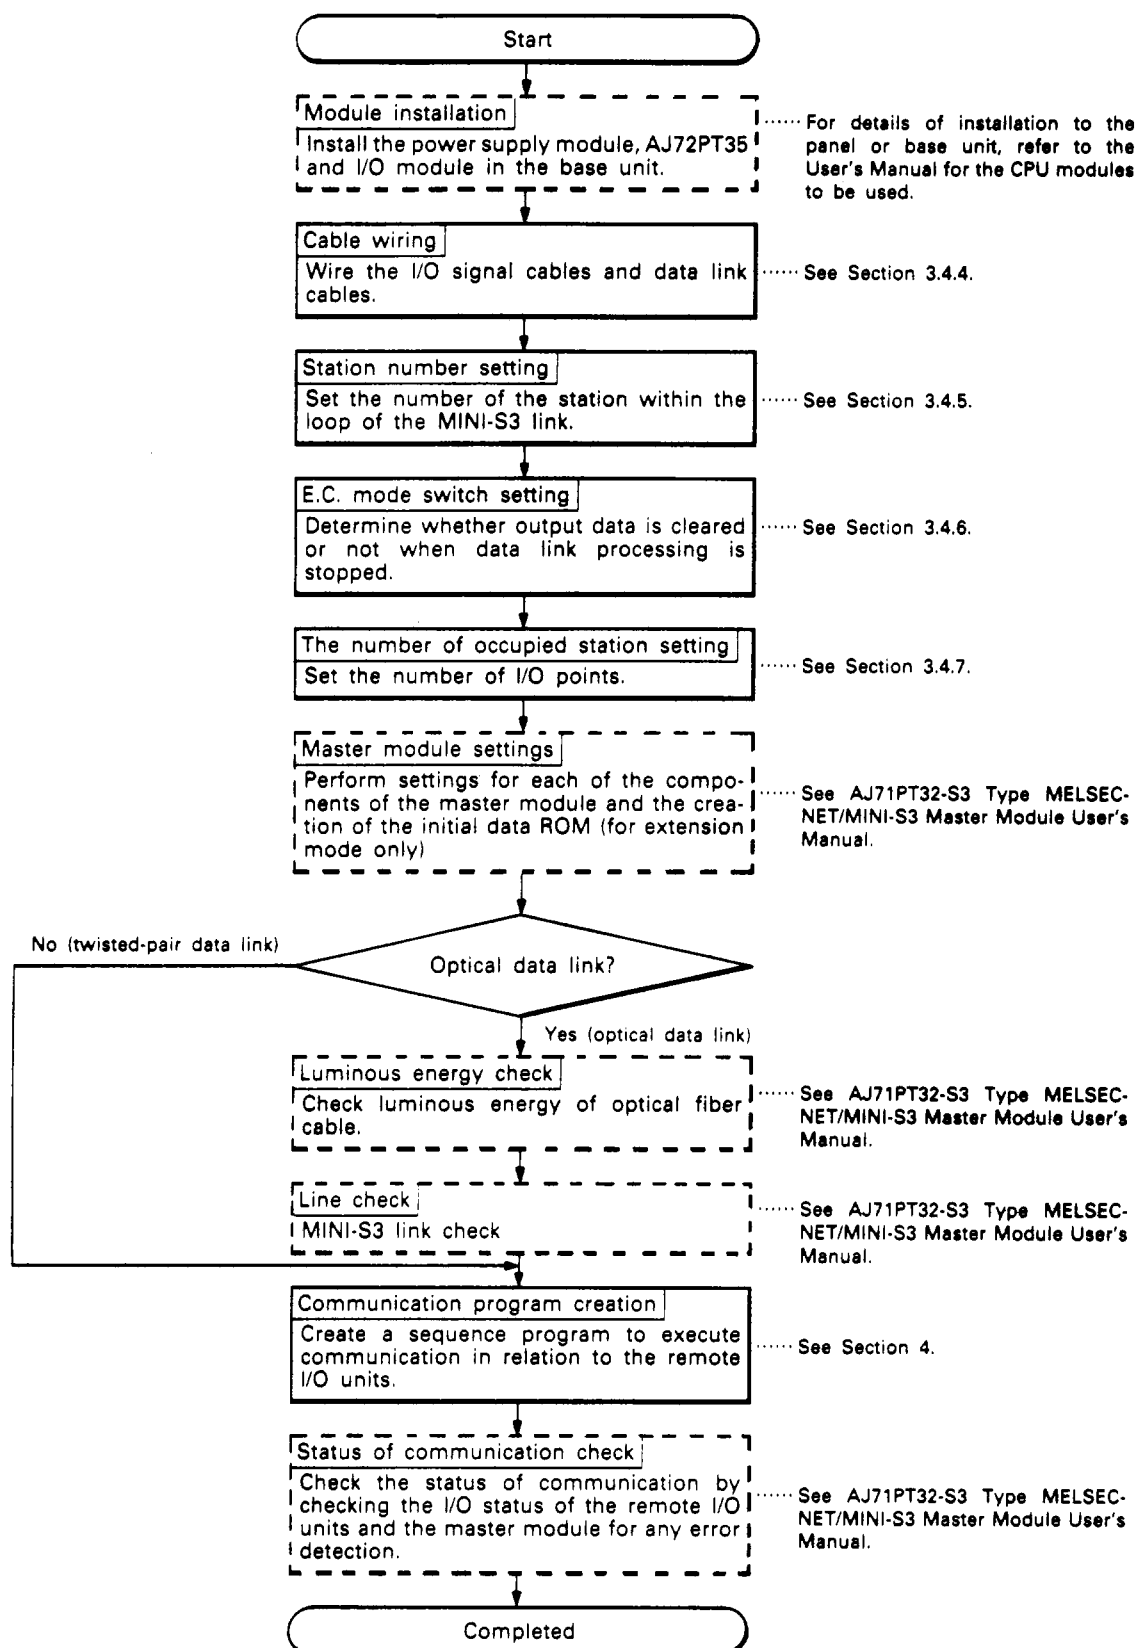 Start
Module installation
Install the power supply module, AJ72PT35
and I/O module in the base unit.
······ For details of installation to the
panel or base unit, refer to the
User's Manual for the CPU modules
to be used.
Cable wiring
Wire the I/O signal cables and data link
cables.
······ See Section 3.4.4.
Station number setting
Set the number of the station within the
loop of the MINI-S3 link.
······ See Section 3.4.5.
E.C. mode switch setting
Determine whether output data is cleared
or not when data link processing is
stopped.
······ See Section 3.4.6.
The number of occupied station setting
Set the number of I/O points.
······ See Section 3.4.7.
Master module settings
Perform settings for each of the compo-
nents of the master module and the crea-
tion of the initial data ROM (for extension
mode only)
······ See AJ71PT32-S3 Type MELSEC-
NET/MINI-S3 Master Module User's
Manual.
No (twisted-pair data link)
Optical data link?
Yes (optical data link)
Luminous energy check
Check luminous energy of optical fiber
cable.
······ See AJ71PT32-S3 Type MELSEC-
NET/MINI-S3 Master Module User's
Manual.
Line check
MINI-S3 link check
······ See AJ71PT32-S3 Type MELSEC-
NET/MINI-S3 Master Module User's
Manual.
Communication program creation
Create a sequence program to execute
communication in relation to the remote
I/O units.
······ See Section 4.
Status of communication check
Check the status of communication by
checking the I/O status of the remote I/O
units and the master module for any error
detection.
······ See AJ71PT32-S3 Type MELSEC-
NET/MINI-S3 Master Module User's
Manual.
Completed